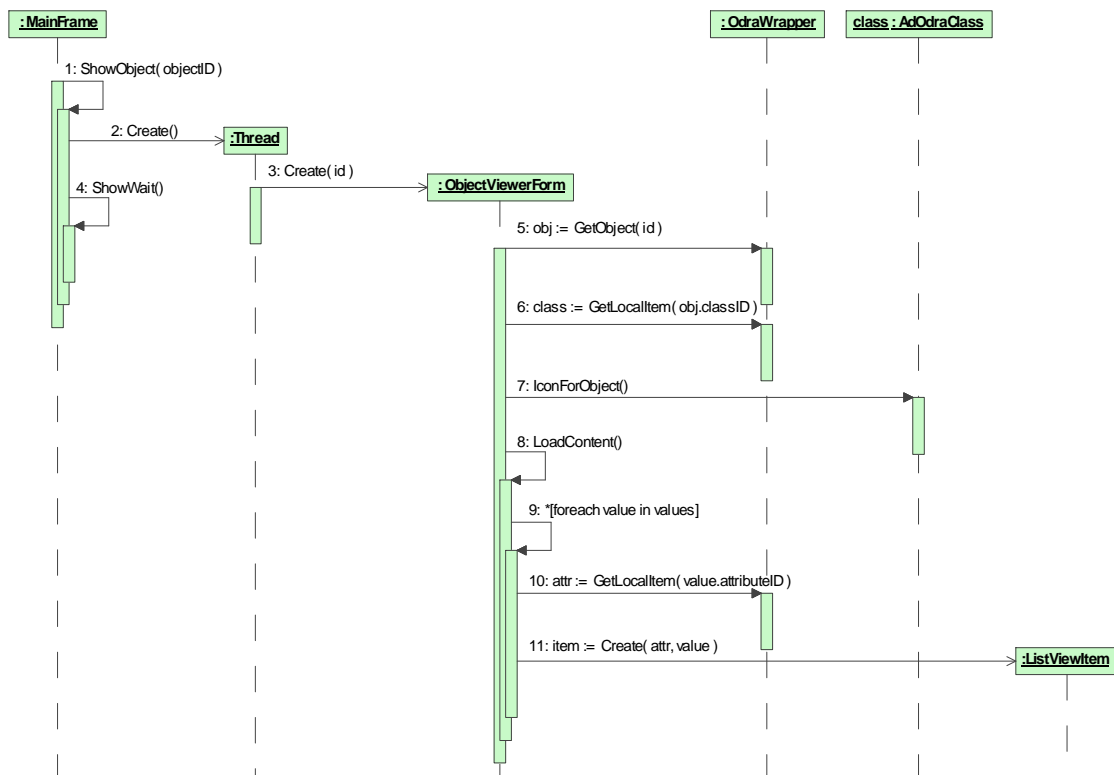 : MainFrame
: OdraWrapper
class : AdOdraClass
1: ShowObject( objectID )
2: Create()
:Thread
3: Create( id )
4: ShowWait()
: ObjectViewerForm
5: obj := GetObject( id )
6: class := GetLocalItem( obj.classID )
7: IconForObject()
8: LoadContent()
9: *[foreach value in values]
10: attr := GetLocalItem( value.attributeID )
11: item := Create( attr, value )
:ListViewItem